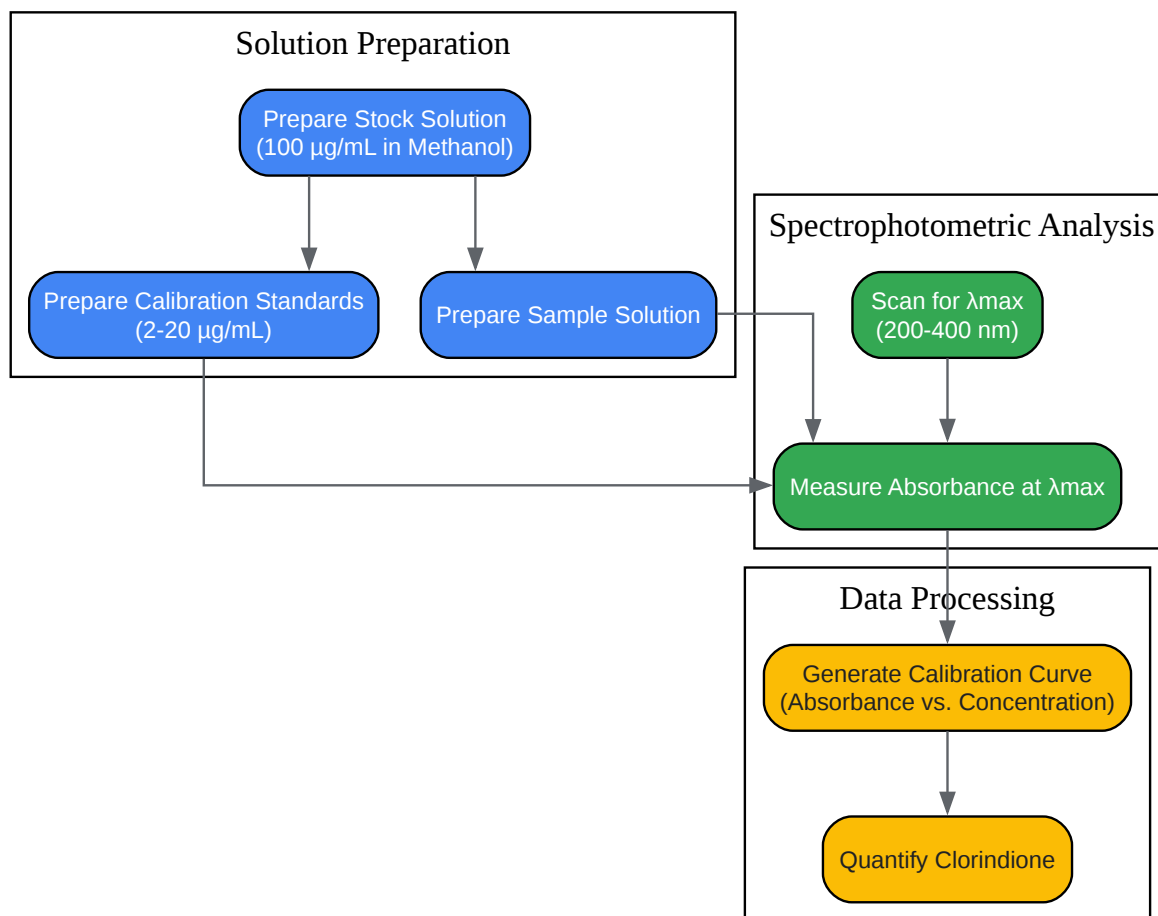 Solution Preparation
Prepare Stock Solution
(100 µg/mL in Methanol)
Prepare Calibration Standards
(2-20 µg/mL)
Prepare Sample Solution
Spectrophotometric Analysis
Scan for λmax
(200-400 nm)
Measure Absorbance at λmax
Data Processing
Generate Calibration Curve
(Absorbance vs. Concentration)
Quantify Clorindione